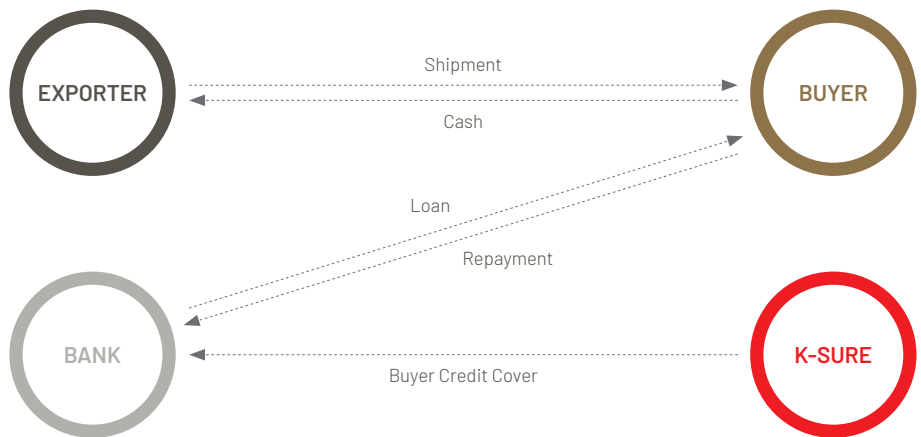 Shipment
EXPORTER
BUYER
Cash
Loan
Repayment
BANK
K-SURE
Buyer Credit Cover